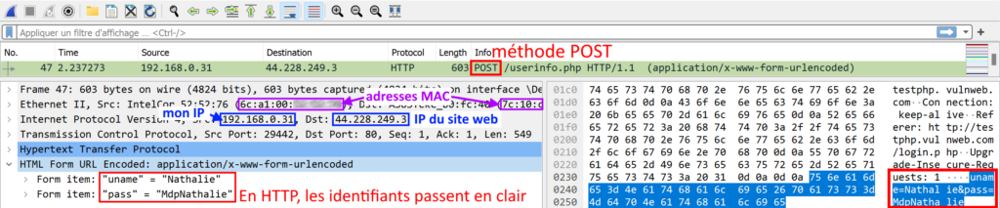 Appliquer un filtre d'affichage ... <Ctrl-/>
No. Time Source Destination Protocol Length Info
méthode POST
47 2.237273 192.168.0.31 44.228.249.3 HTTP 603 POST /userinfo.php HTTP/1.1 (application/x-www-form-urlencoded)
Frame 47: 603 bytes on wire (4824 bits), 603 bytes captured
Ethernet II, Src: IntelCor_52:52:76 (6c:a1:00: adresses MAC 7c:10:
mon IP
Internet Protocol Version 4, Src: 192.168.0.31, Dst: 44.228.249.3 IP du site web
Transmission Control Protocol, Src Port: 29442, Dst Port: 80, Seq: 1, Ack: 1, Len: 549
Hypertext Transfer Protocol
HTML Form URL Encoded: application/x-www-form-urlencoded
Form item: "uname" = "Nathalie"
Form item: "pass" = "MdpNathalie"
En HTTP, les identifiants passent en clair
01c0 74 65 73 74 70 68 70 2e 76 75 6c 6e 77 65 62 2e testphp. vulnweb.
01d0 63 6f 6d 0d 0a 43 6f 6e 6e 65 63 74 69 6f 6e 3a com··Con nection:
01e0 20 6b 65 65 70 2d 61 6c 69 76 65 0d 0a 52 65 66 keep-al ive··Ref
01f0 65 72 65 72 3a 20 68 74 74 70 3a 2f 2f 74 65 73 erer: ht tp://tes
0200 74 70 68 70 2e 76 75 6c 6e 77 65 62 2e 63 6f 6d tphp.vul nweb.com
0210 2f 6c 6f 67 69 6e 2e 70 68 70 0d 0a 55 70 67 72 /login.p hp··Upgr
0220 61 64 65 2d 49 6e 73 65 63 75 72 65 2d 52 65 71 ade-Inse cure-Req
0230 75 65 73 74 73 3a 20 31 0d 0a 0d 0a 75 6e 61 6d uests: 1 ····unam
0240 65 3d 4e 61 74 68 61 6c 69 65 26 70 61 73 73 3d e=Nathal ie&pass=
0250 4d 64 70 4e 61 74 68 61 6c 69 65 MdpNatha lie